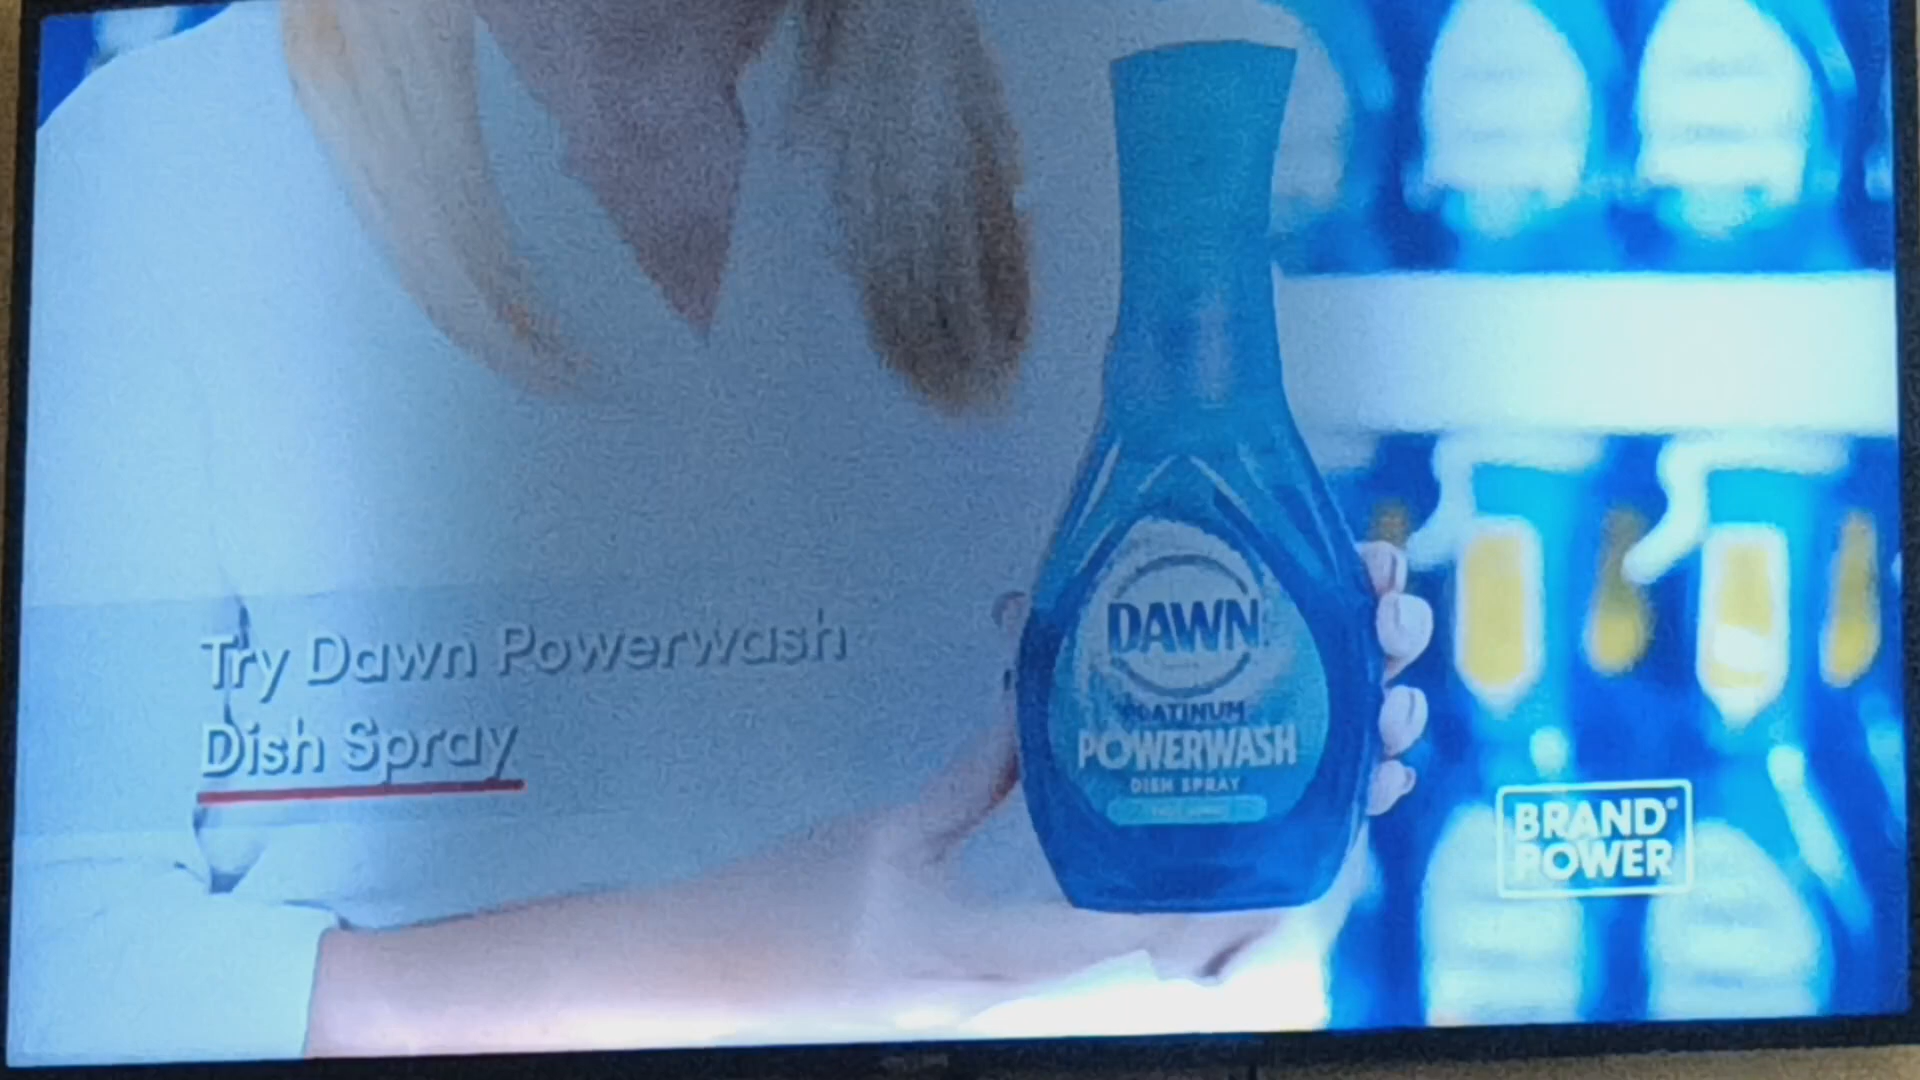 Try Dawn Powerwash
Dish Spray
DAWN
PLATINUM
POWERWASH
DISH SPRAY
BRAND®
POWER